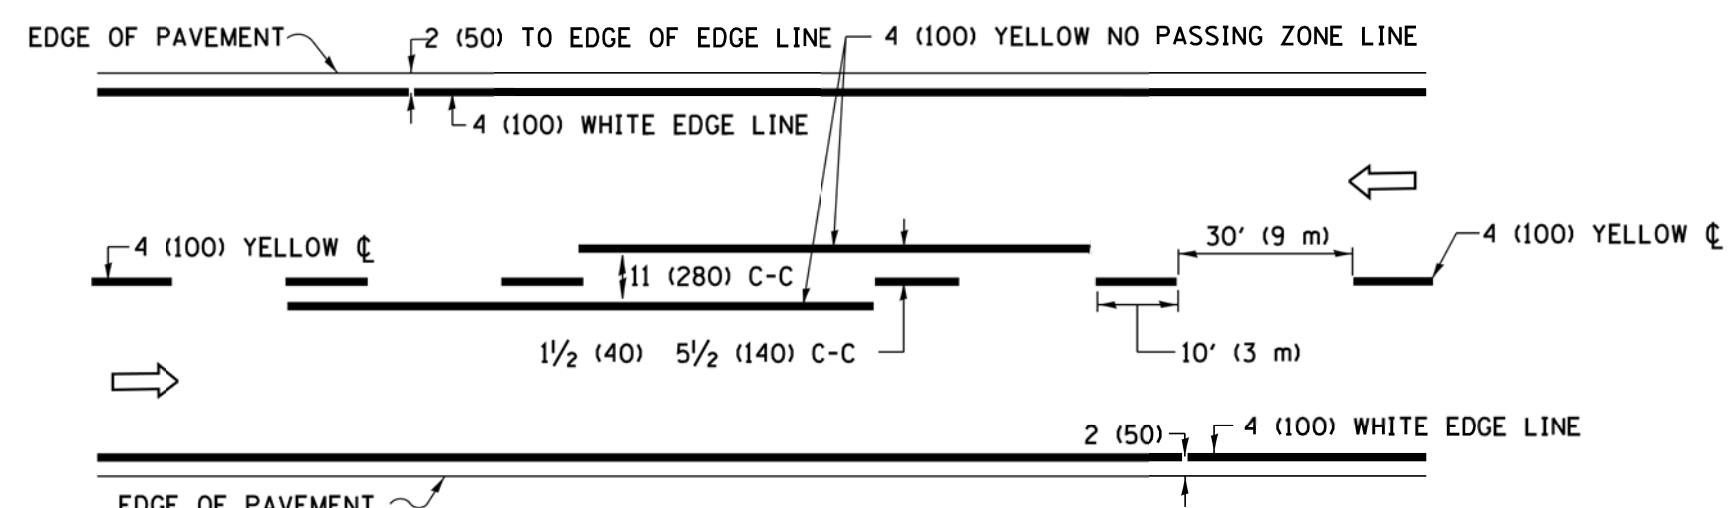 EDGE OF PAVEMENT
2 (50) TO EDGE OF EDGE LINE
4 (100) YELLOW NO PASSING ZONE LINE
4 (100) WHITE EDGE LINE
4 (100) YELLOW ℄
30' (9 m)
4 (100) YELLOW ℄
11 (280) C-C
1½ (40) 5½ (140) C-C
10' (3 m)
2 (50)
4 (100) WHITE EDGE LINE
EDGE OF PAVEMENT